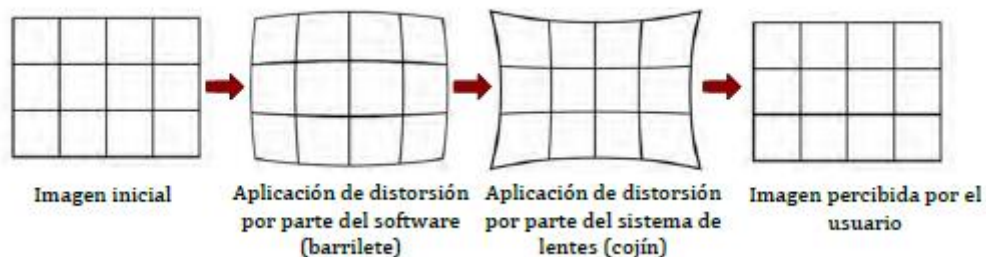 Imagen inicial
Aplicación de distorsión
por parte del software
(barrilete)
Aplicación de distorsión
por parte del sistema de
lentes (cojín)
Imagen percibida por el
usuario